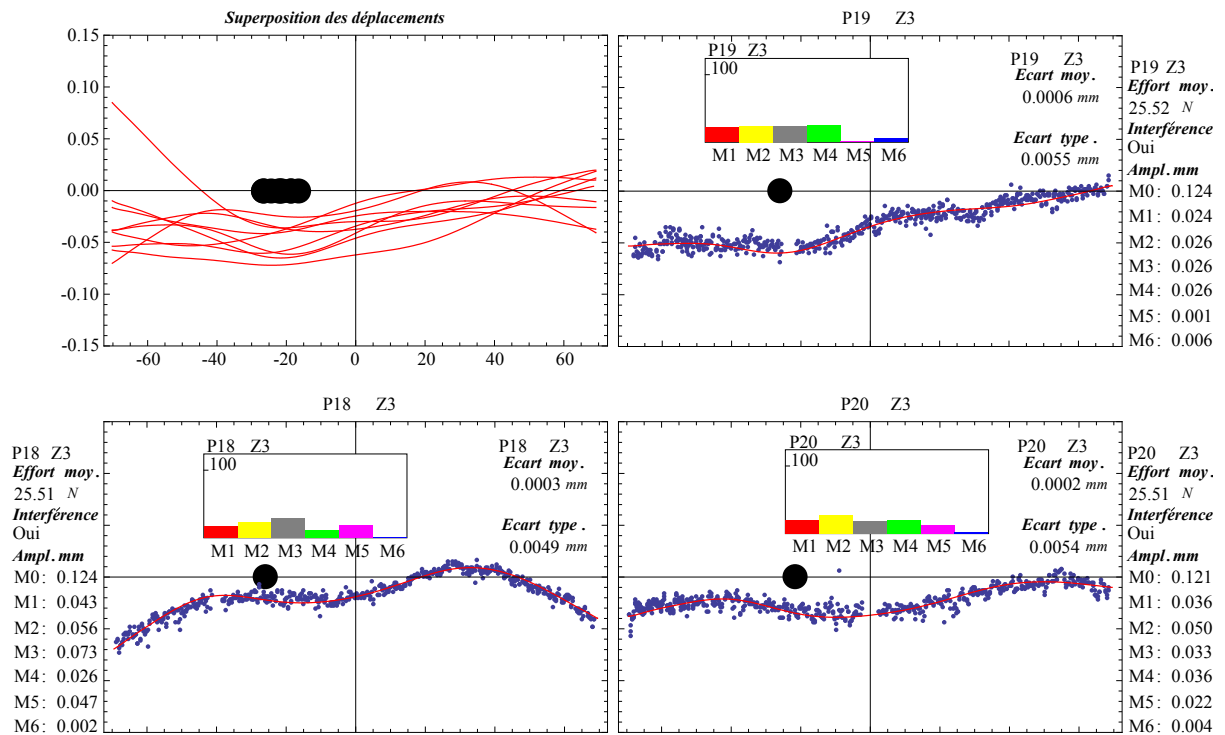 Superposition des déplacements
0.15
0.10
0.05
0.00
-0.05
-0.10
-0.15
-60 -40 -20 0 20 40 60
P19 Z3
P19 Z3
100
M1 M2 M3 M4 M5 M6
P19 Z3
Ecart moy.
0.0006 mm
Ecart type.
0.0055 mm
P19 Z3
Effort moy.
25.52 N
Interférence
Oui
Ampl.mm
M0: 0.124
M1: 0.024
M2: 0.026
M3: 0.026
M4: 0.026
M5: 0.001
M6: 0.006
P18 Z3
P18 Z3
Effort moy.
25.51 N
Interférence
Oui
Ampl.mm
M0: 0.124
M1: 0.043
M2: 0.056
M3: 0.073
M4: 0.026
M5: 0.047
M6: 0.002
P18 Z3
100
M1 M2 M3 M4 M5 M6
P18 Z3
Ecart moy.
0.0003 mm
Ecart type.
0.0049 mm
P20 Z3
P20 Z3
100
M1 M2 M3 M4 M5 M6
P20 Z3
Ecart moy.
0.0002 mm
Ecart type.
0.0054 mm
P20 Z3
Effort moy.
25.51 N
Interférence
Oui
Ampl.mm
M0: 0.121
M1: 0.036
M2: 0.050
M3: 0.033
M4: 0.036
M5: 0.022
M6: 0.004